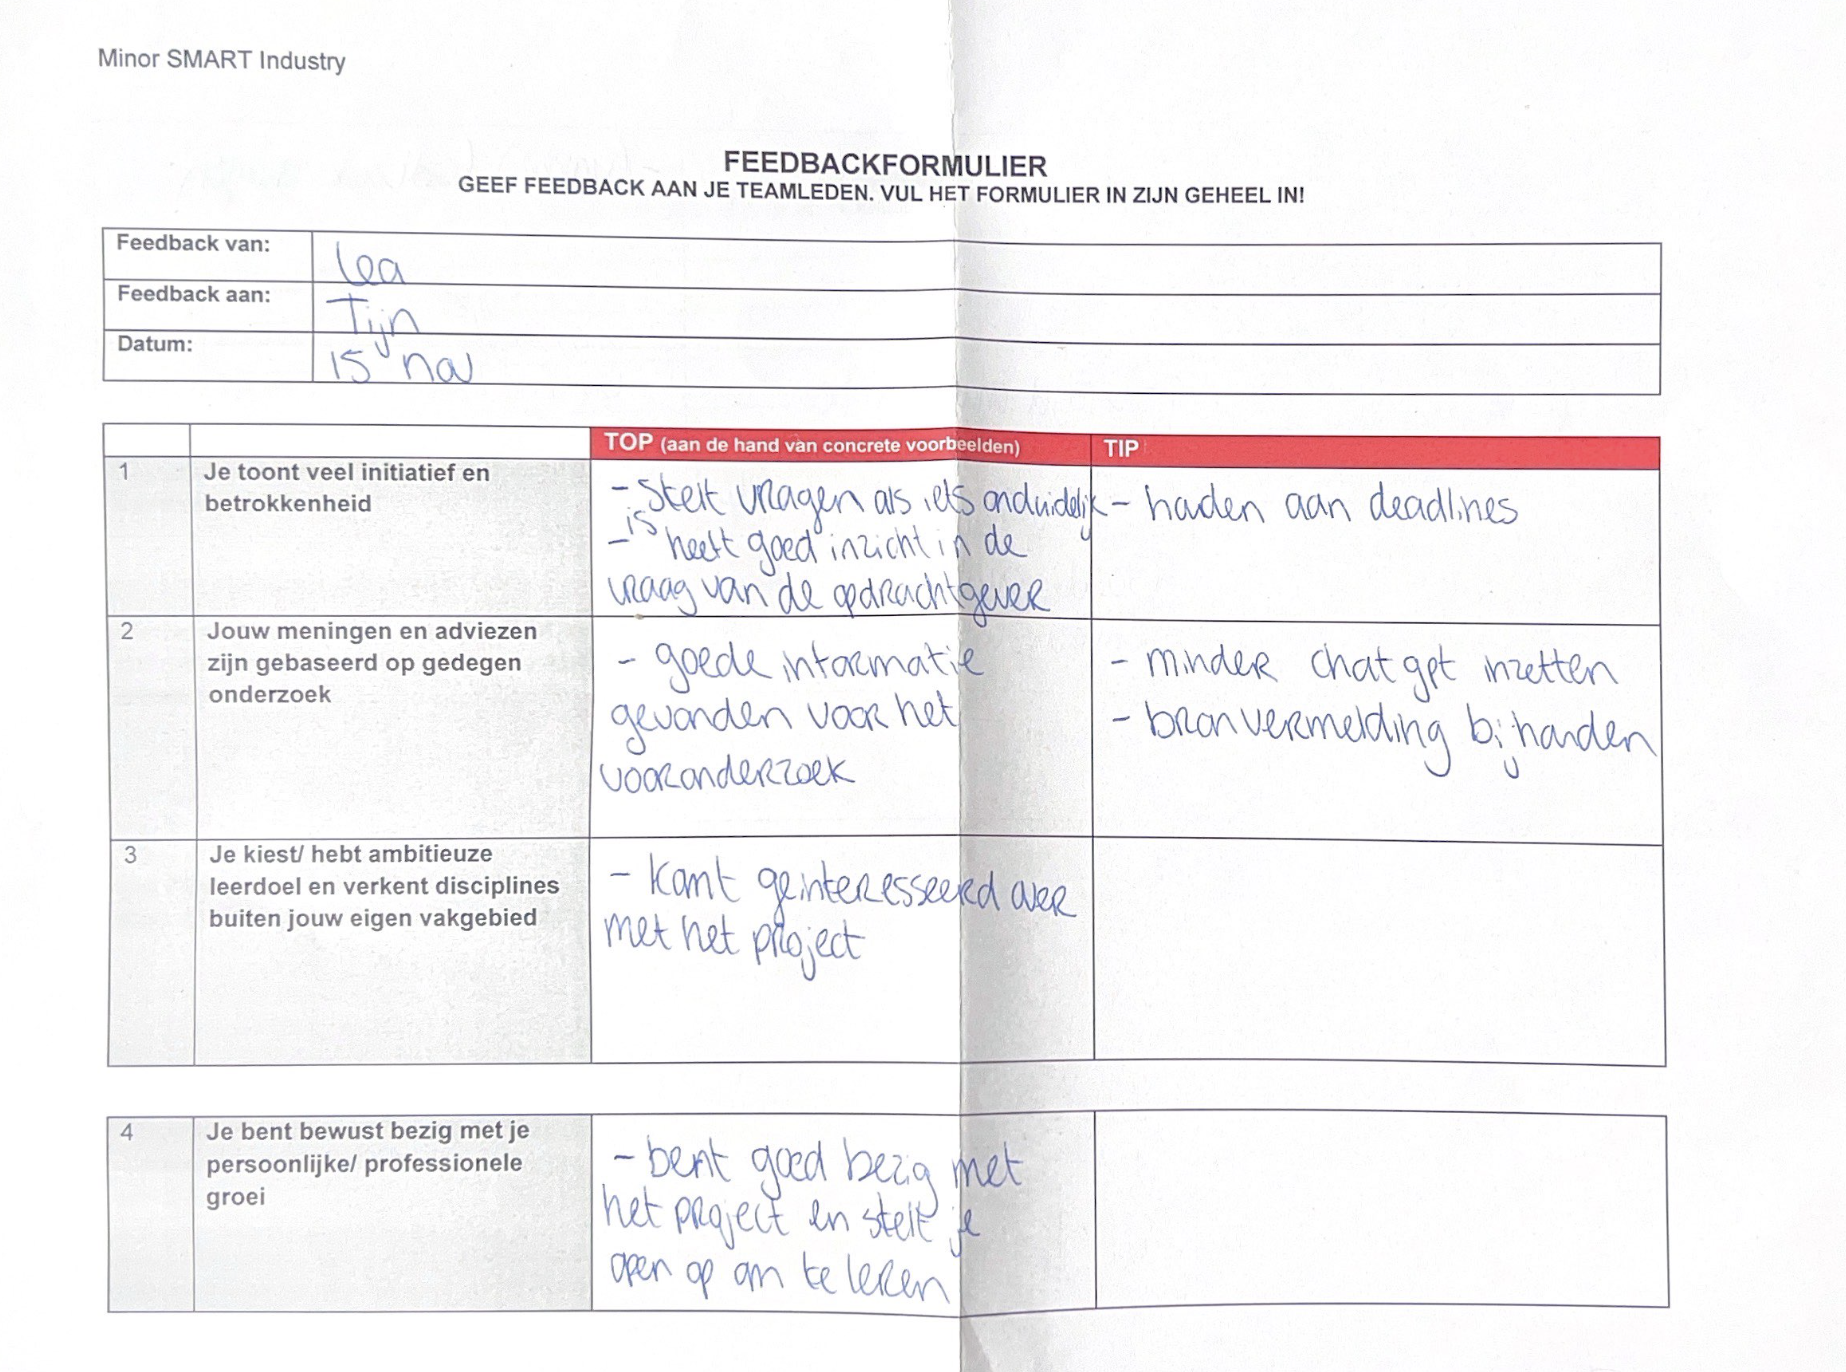 Minor SMART Industry
FEEDBACKFORMULIER
GEEF FEEDBACK AAN JE TEAMLEDEN. VUL HET FORMULIER IN ZIJN GEHEEL IN!
Feedback van: Lea
Feedback aan: Tijn
Datum: 15 nov
TOP (aan de hand van concrete voorbeelden) TIP
1 Je toont veel initiatief en
betrokkenheid
- Stelt vragen als iets onduidelijk
is
- heeft goed inzicht in de
vraag van de opdrachtgever
- houden aan deadlines
2 Jouw meningen en adviezen
zijn gebaseerd op gedegen
onderzoek
- goede informatie
gevonden voor het
vooronderzoek
- minder chat gpt inzetten
- bronvermelding bijhouden
3 Je kiest/ hebt ambitieuze
leerdoel en verkent disciplines
buiten jouw eigen vakgebied
- Komt geinteresseerd over
met het project
4 Je bent bewust bezig met je
persoonlijke/ professionele
groei
- bent goed bezig met
het project en stelt je
open op om te leren